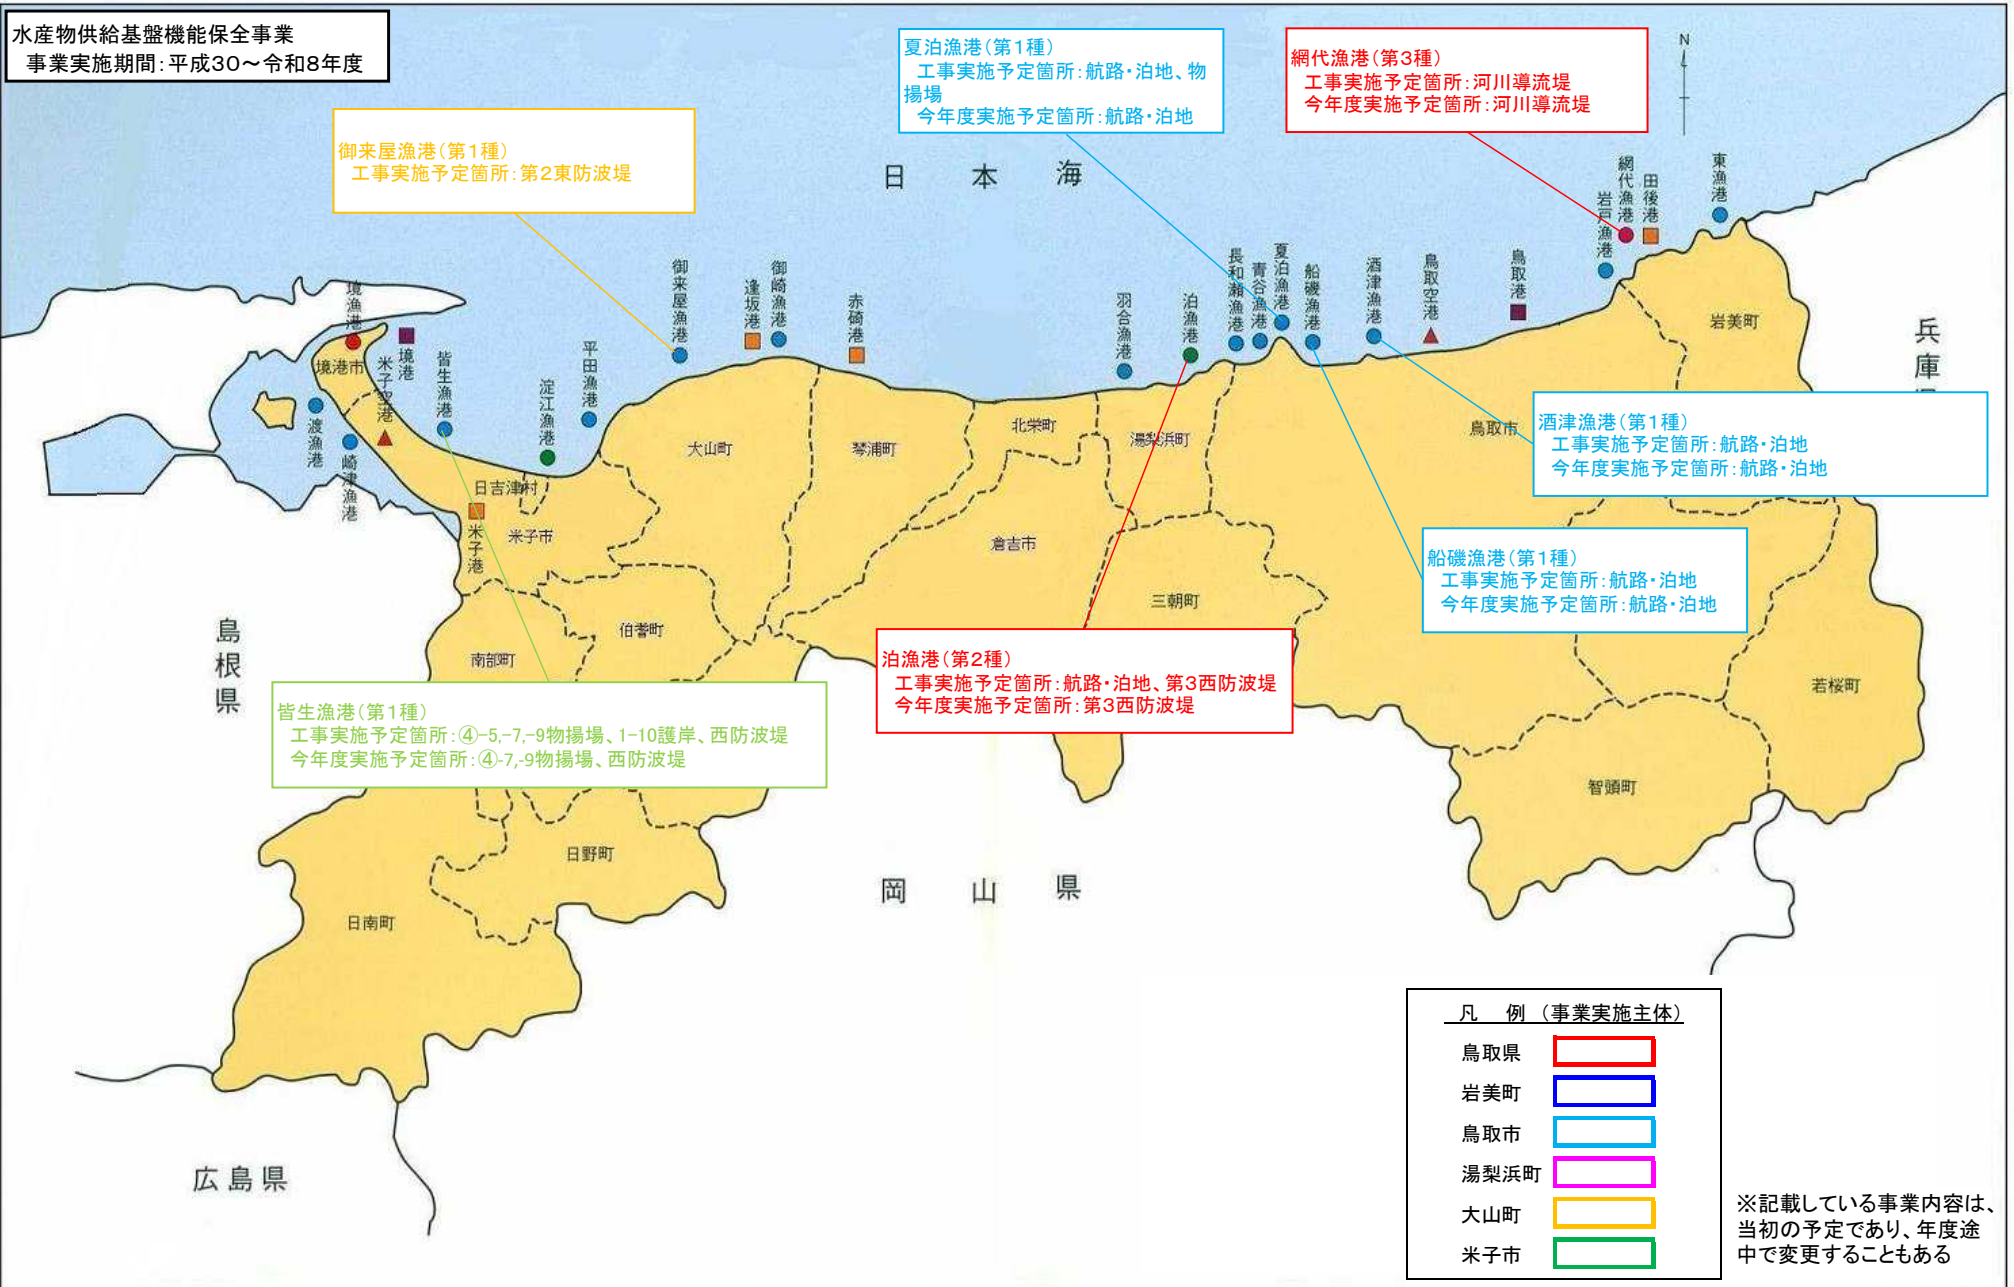 水産物供給基盤機能保全事業
事業実施期間:平成30～令和8年度
夏泊漁港(第1種)
工事実施予定箇所:航路・泊地、物
揚場
今年度実施予定箇所:航路・泊地
網代漁港(第3種)
工事実施予定箇所:河川導流堤
今年度実施予定箇所:河川導流堤
N
御来屋漁港(第1種)
工事実施予定箇所:第2東防波堤
日本海
東漁港
網代漁港
田後港
岩戸漁港
鳥取港
鳥取空港
酒津漁港
船磯漁港
夏泊漁港
青谷漁港
長和瀬漁港
泊漁港
羽合漁港
赤碕港
御崎漁港
逢坂港
御来屋漁港
平田漁港
淀江漁港
皆生漁港
境港
境漁港
境港市
米子空港
渡漁港
崎津漁港
米子港
日吉津村
米子市
大山町
琴浦町
北栄町
湯梨浜町
鳥取市
岩美町
兵庫
倉吉市
三朝町
伯耆町
南部町
若桜町
智頭町
日野町
日南町
島根県
岡山県
広島県
酒津漁港(第1種)
工事実施予定箇所:航路・泊地
今年度実施予定箇所:航路・泊地
船磯漁港(第1種)
工事実施予定箇所:航路・泊地
今年度実施予定箇所:航路・泊地
泊漁港(第2種)
工事実施予定箇所:航路・泊地、第3西防波堤
今年度実施予定箇所:第3西防波堤
皆生漁港(第1種)
工事実施予定箇所:④-5,-7,-9物揚場、1-10護岸、西防波堤
今年度実施予定箇所:④-7,-9物揚場、西防波堤
凡 例 (事業実施主体)
鳥取県
岩美町
鳥取市
湯梨浜町
大山町
米子市
※記載している事業内容は、
当初の予定であり、年度途
中で変更することもある